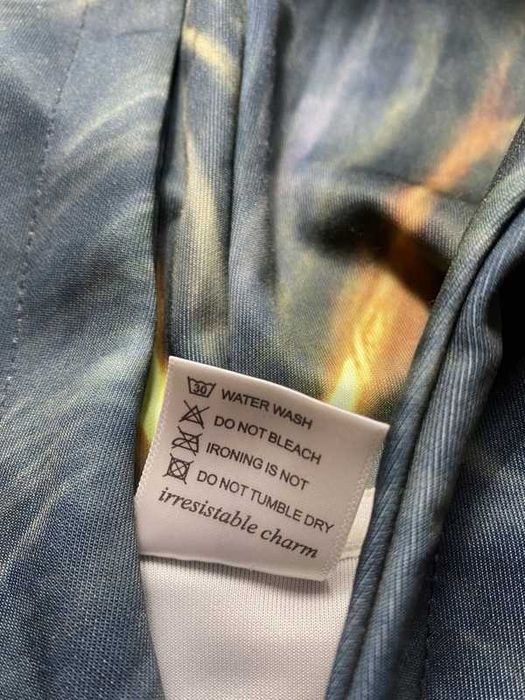 30 WATER WASH
DO NOT BLEACH
IRONING IS NOT
DO NOT TUMBLE DRY
irresistable charm